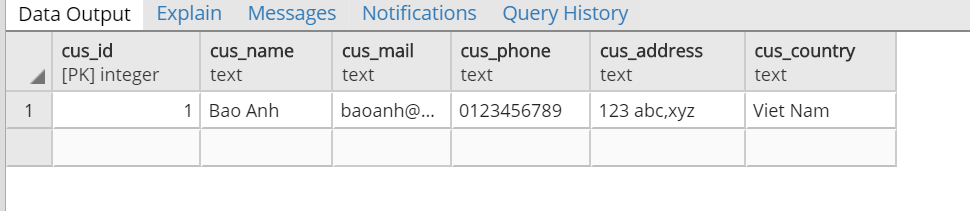 Data Output Explain Messages Notifications Query History
cus_id cus_name cus_mail cus_phone cus_address cus_country
[PK] integer text text text text text
1 1 Bao Anh baoanh@... 0123456789 123 abc,xyz Viet Nam